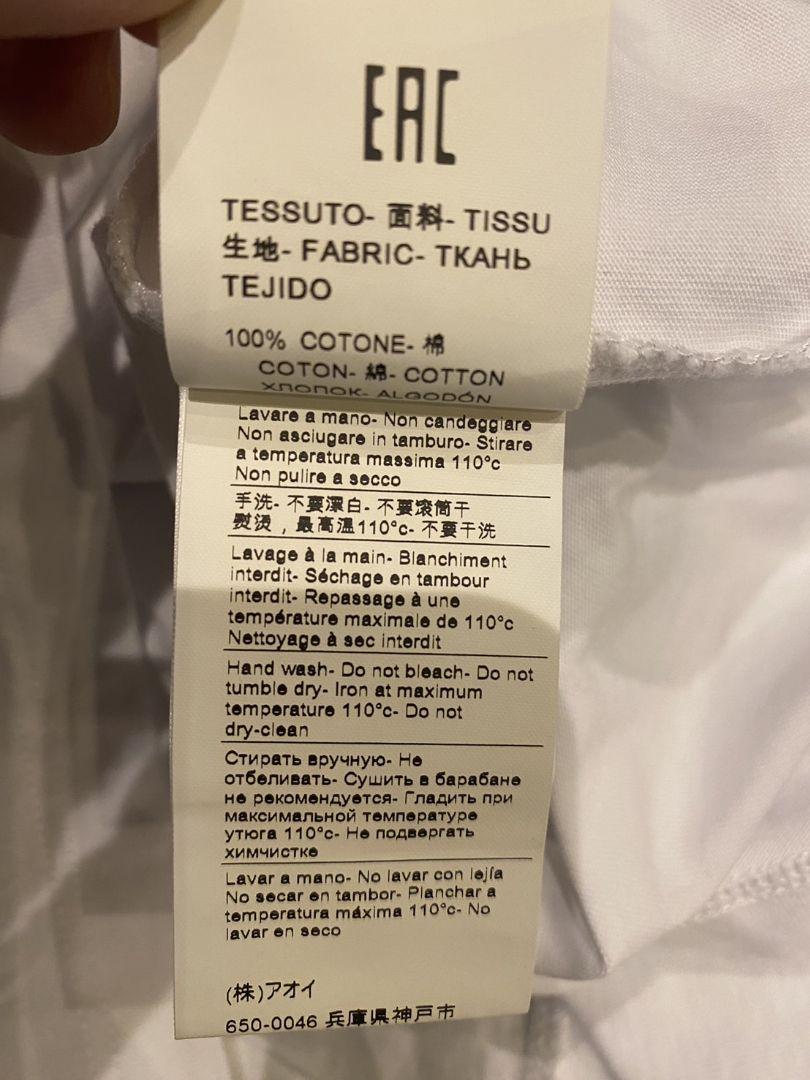 EAC
TESSUTO- 面料- TISSU
生地- FABRIC- ТКАНЬ
TEJIDO
100% COTONE- 棉
COTON- 綿- COTTON
ХЛОПОК- ALGODÓN
Lavare a mano- Non candeggiare
Non asciugare in tamburo- Stirare
a temperatura massima 110°c
Non pulire a secco
手洗- 不要漂白- 不要滚筒干
熨烫，最高温110°c- 不要干洗
Lavage à la main- Blanchiment
interdit- Séchage en tambour
interdit- Repassage à une
température maximale de 110°c
Nettoyage à sec interdit
Hand wash- Do not bleach- Do not
tumble dry- Iron at maximum
temperature 110°c- Do not
dry-clean
Стирать вручную- Не
отбеливать- Сушить в барабане
не рекомендуется- Гладить при
максимальной температуре
утюга 110°c- Не подвергать
химчистке
Lavar a mano- No lavar con lejía
No secar en tambor- Planchar a
temperatura máxima 110°c- No
lavar en seco
(株)アオイ
650-0046 兵庫県神戸市